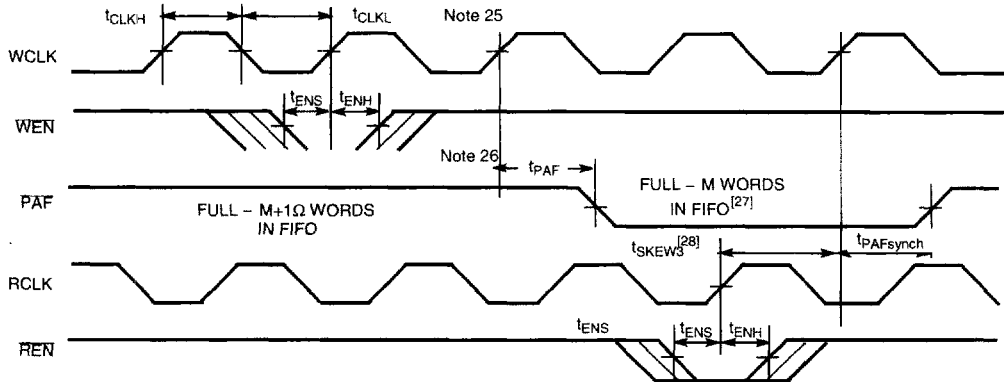 tCLKH
tCLKL
Note 25
WCLK
tENS
tENH
WEN
Note 26
tPAF
PAF
FULL – M+1Ω WORDS
IN FIFO
FULL – M WORDS
IN FIFO[27]
tSKEW3[28]
tPAFsynch
RCLK
tENS
tENS
tENH
REN